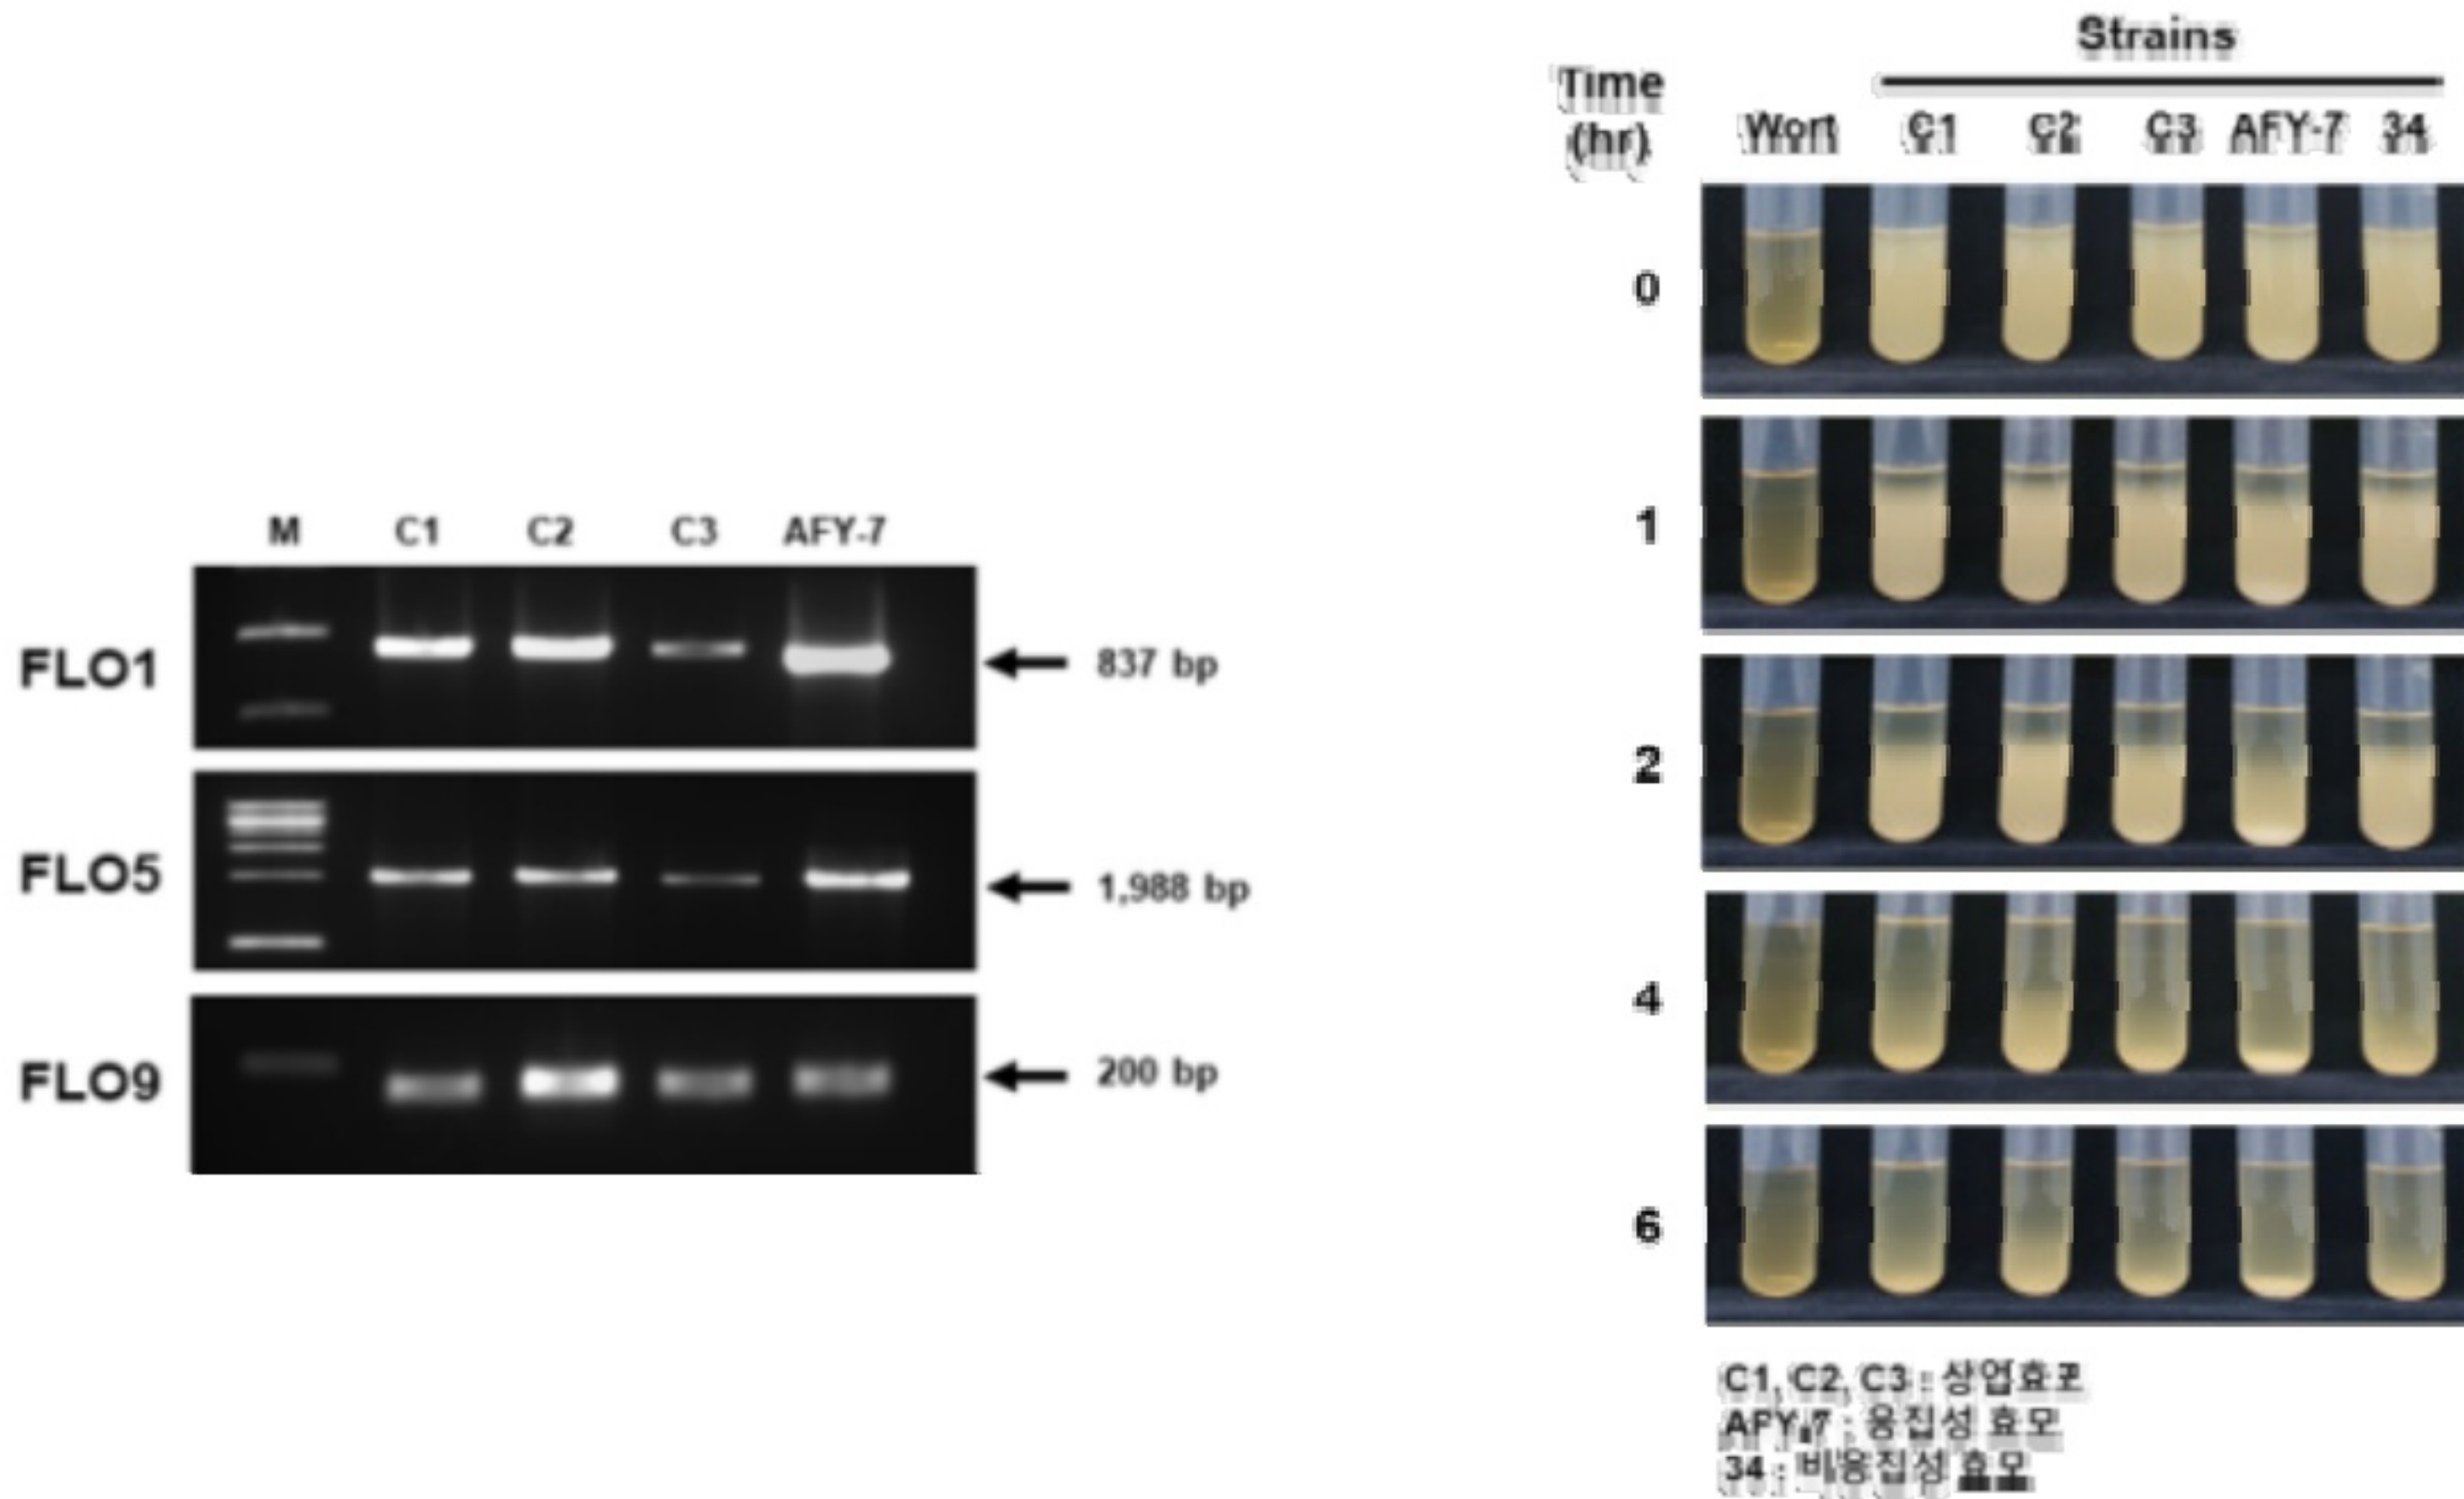 M C1 C2 C3 AFY-7
FLO1
837 bp
FLO5
1,988 bp
FLO9
200 bp
Strains
Time
(hr)
Wort C1 C2 C3 AFY-7 34
0
1
2
4
6
C1, C2, C3 : 상업효모
AFY-7 : 응집성 효모
34 : 비응집성 효모